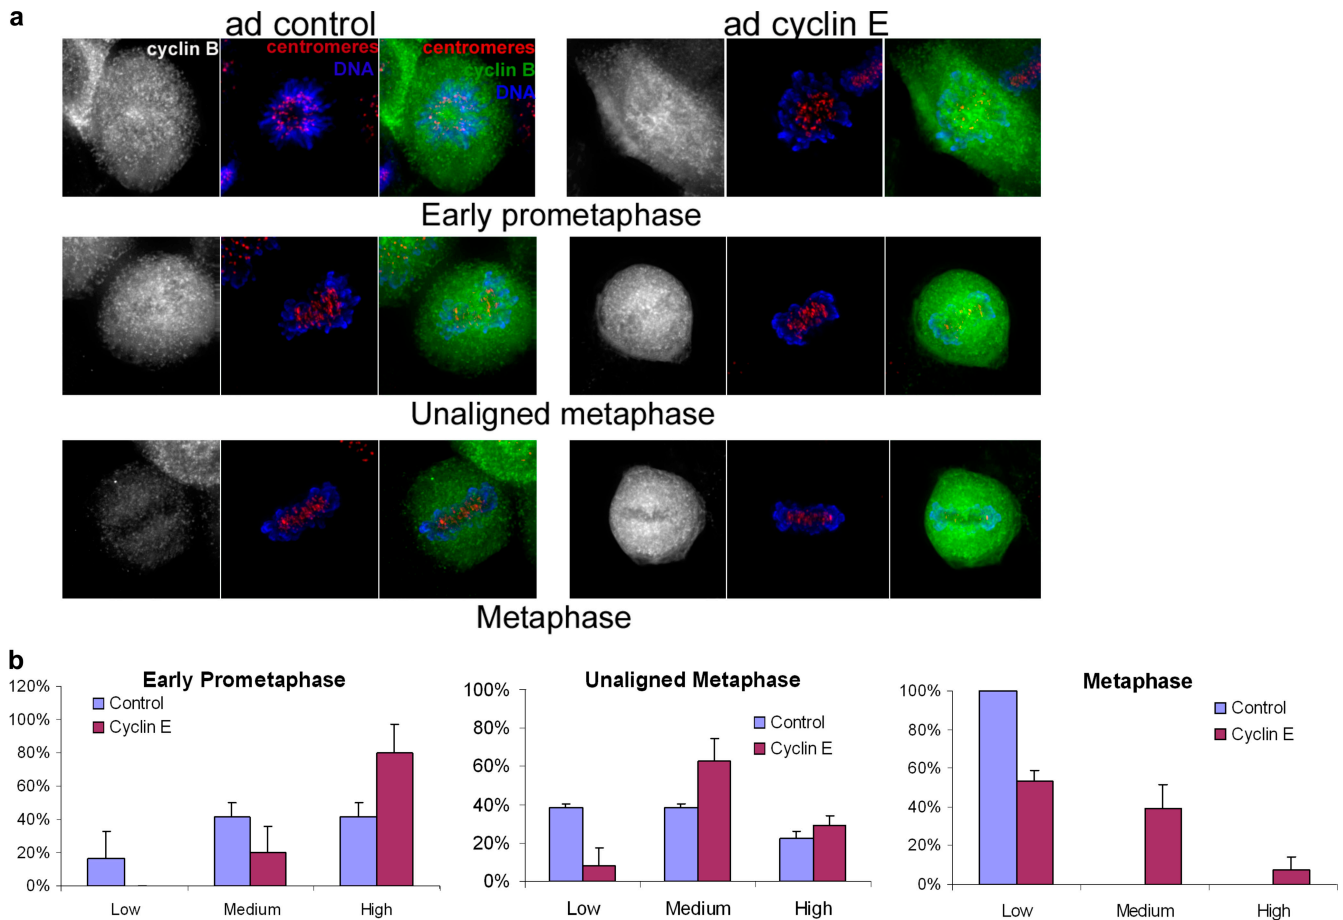 a
ad control
ad cyclin E
cyclin B
centromeres
DNA
centromeres
cyclin B
DNA
Early prometaphase
Unaligned metaphase
Metaphase
b
Early Prometaphase
120%
100%
80%
60%
40%
20%
0%
Control
Cyclin E
Low Medium High
Unaligned Metaphase
100%
80%
60%
40%
20%
0%
Control
Cyclin E
Low Medium High
Metaphase
100%
80%
60%
40%
20%
0%
Control
Cyclin E
Low Medium High